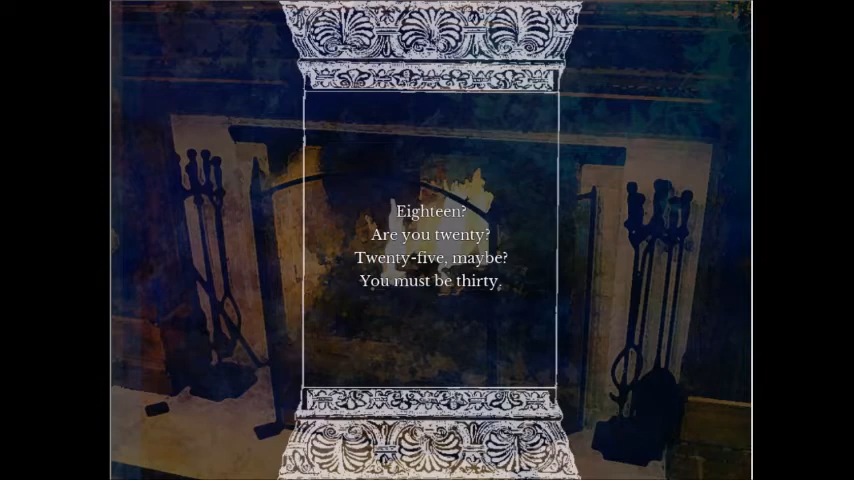 Eighteen?
Are you twenty?
Twenty-five, maybe?
You must be thirty.